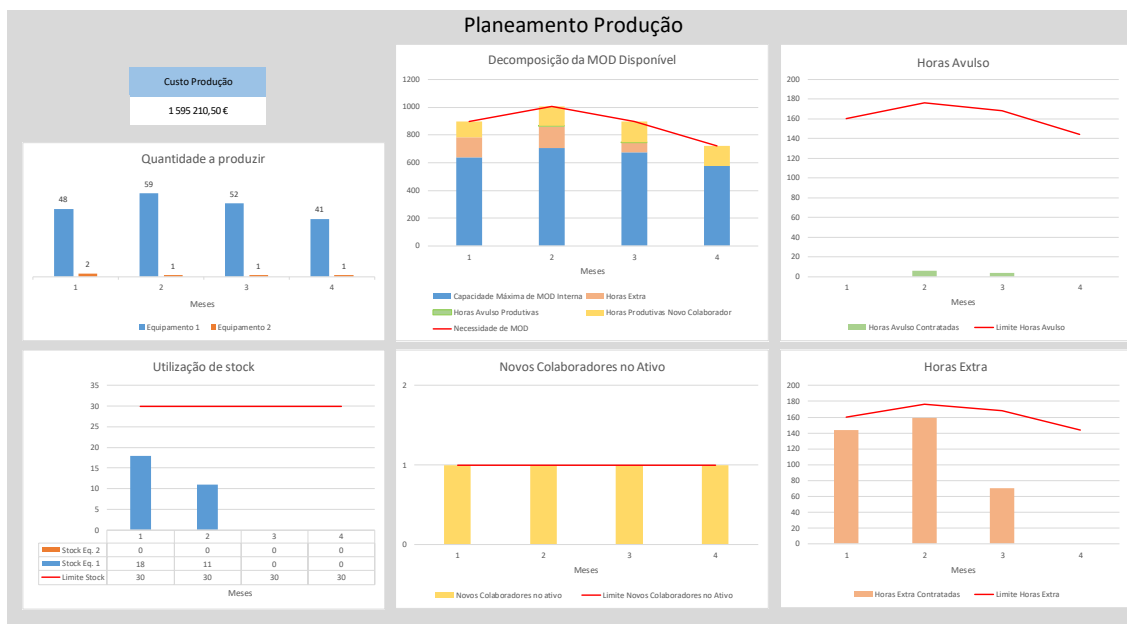 Planeamento Produção
Custo Produção
1 595 210,50 €
Quantidade a produzir
48
59
52
41
2
1
1
1
1 2 3 4
Meses
Equipamento 1 Equipamento 2
Decomposição da MOD Disponível
1200
1000
800
600
400
200
0
1 2 3 4
Meses
Capacidade Máxima de MOD Interna Horas Extra
Horas Avulso Produtivas Horas Produtivas Novo Colaborador
Necessidade de MOD
Horas Avulso
200
180
160
140
120
100
80
60
40
20
0
1 2 3 4
Meses
Horas Avulso Contratadas Limite Horas Avulso
Utilização de stock
35
30
25
20
15
10
5
0
1 2 3 4
Stock Eq. 2 0 0 0 0
Stock Eq. 1 18 11 0 0
Limite Stock 30 30 30 30
Meses
Novos Colaboradores no Ativo
2
1
0
1 2 3 4
Meses
Novos Colaboradores no ativo Limite Novos Colaboradores no Ativo
Horas Extra
200
180
160
140
120
100
80
60
40
20
0
1 2 3 4
Meses
Horas Extra Contratadas Limite Horas Extra